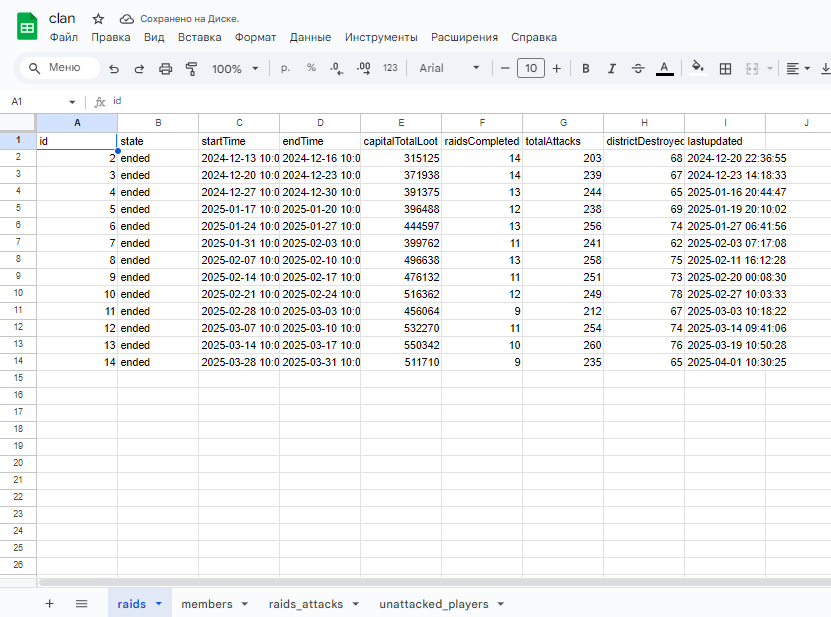 clan Сохранено на Диске.
Файл Правка Вид Вставка Формат Данные Инструменты Расширения Справка
Меню 100% р. % .0 .00 123 Arial 10 B I S A
A1 fx id
A B C D E F G H I J
1 id state startTime endTime capitalTotalLoot raidsCompleted totalAttacks districtDestroyed lastupdated
2 2 ended 2024-12-13 10:0 2024-12-16 10:0 315125 14 203 68 2024-12-20 22:36:55
3 3 ended 2024-12-20 10:0 2024-12-23 10:0 371938 14 239 67 2024-12-23 14:18:33
4 4 ended 2024-12-27 10:0 2024-12-30 10:0 391375 13 244 65 2025-01-16 20:44:47
5 5 ended 2025-01-17 10:0 2025-01-20 10:0 396488 12 238 69 2025-01-19 20:10:02
6 6 ended 2025-01-24 10:0 2025-01-27 10:0 444597 13 256 74 2025-01-27 06:41:56
7 7 ended 2025-01-31 10:0 2025-02-03 10:0 399762 11 241 62 2025-02-03 07:17:08
8 8 ended 2025-02-07 10:0 2025-02-10 10:0 496638 13 258 75 2025-02-11 16:12:28
9 9 ended 2025-02-14 10:0 2025-02-17 10:0 476132 11 251 73 2025-02-20 00:08:30
10 10 ended 2025-02-21 10:0 2025-02-24 10:0 516362 12 249 78 2025-02-27 10:03:33
11 11 ended 2025-02-28 10:0 2025-03-03 10:0 456064 9 212 67 2025-03-03 10:18:22
12 12 ended 2025-03-07 10:0 2025-03-10 10:0 532270 11 254 74 2025-03-14 09:41:06
13 13 ended 2025-03-14 10:0 2025-03-17 10:0 550342 10 260 76 2025-03-19 10:50:28
14 14 ended 2025-03-28 10:0 2025-03-31 10:0 511710 9 235 65 2025-04-01 10:30:25
15
16
17
18
19
20
21
22
23
24
25
26
raids members raids_attacks unattacked_players